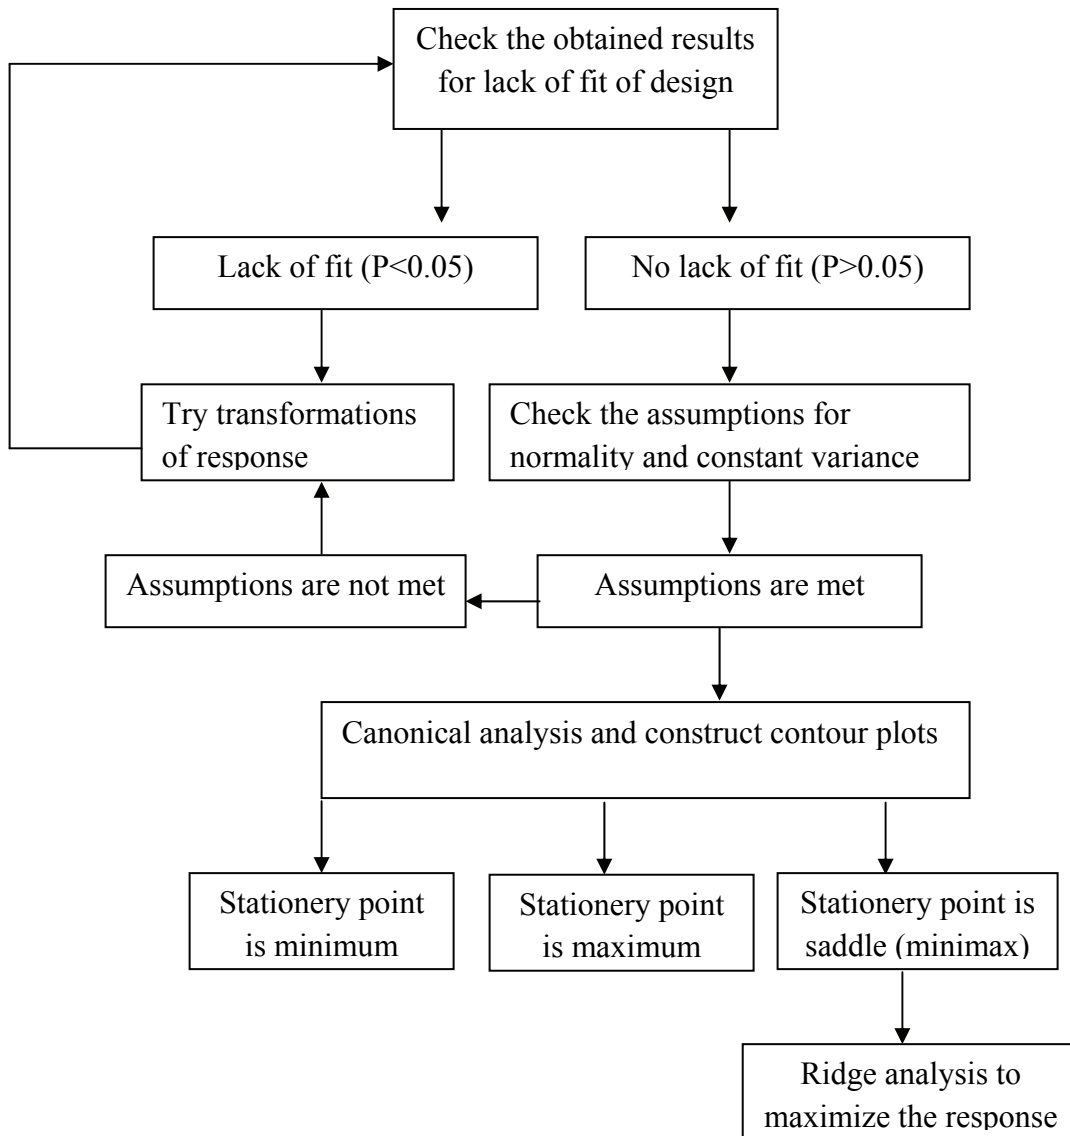 Check the obtained results
for lack of fit of design
Lack of fit (P<0.05)
No lack of fit (P>0.05)
Try transformations
of response
Check the assumptions for
normality and constant variance
Assumptions are not met
Assumptions are met
Canonical analysis and construct contour plots
Stationery point
is minimum
Stationery point
is maximum
Stationery point is
saddle (minimax)
Ridge analysis to
maximize the response